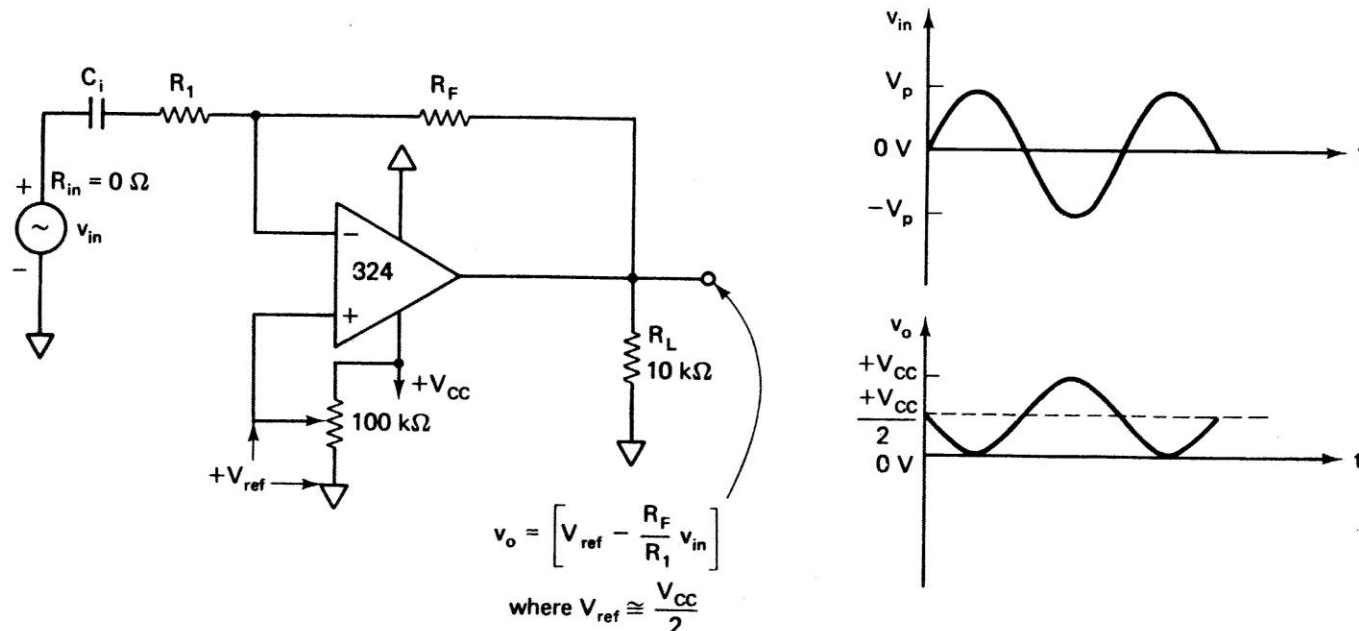 C_i
R_1
R_F
R_in = 0 Ω
+
~
v_in
−
−
324
+
+V_CC
100 kΩ
+V_ref
R_L
10 kΩ
v_o = [V_ref − R_F/R_1 v_in]
where V_ref ≅ V_CC/2
v_in
V_p
0 V
−V_p
t
v_o
+V_CC
+V_CC/2
0 V
t